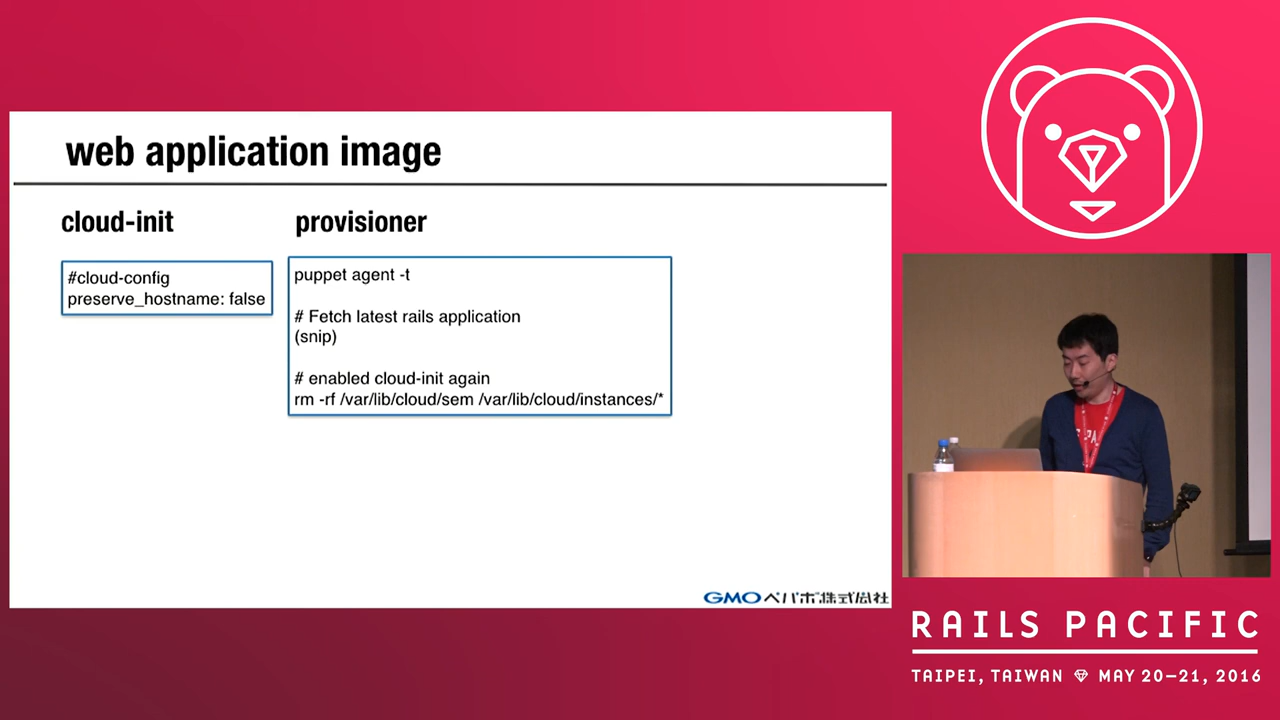 web application image
cloud-init
provisioner
#cloud-config
preserve_hostname: false
puppet agent -t
# Fetch latest rails application
(snip)
# enabled cloud-init again
rm -rf /var/lib/cloud/sem /var/lib/cloud/instances/*
GMOペパボ株式会社
RAILS PACIFIC
TAIPEI, TAIWAN MAY 20–21, 2016